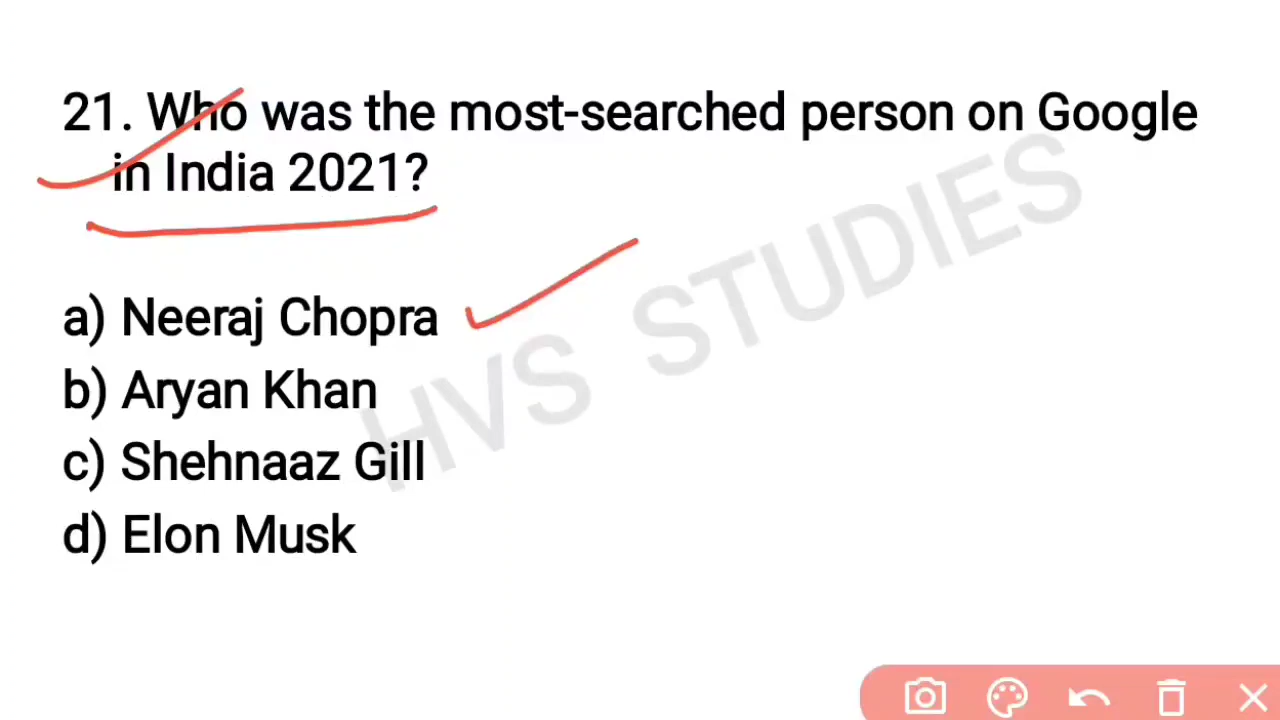 21. Who was the most-searched person on Google
in India 2021?
a) Neeraj Chopra
b) Aryan Khan
c) Shehnaaz Gill
d) Elon Musk
HVS STUDIES